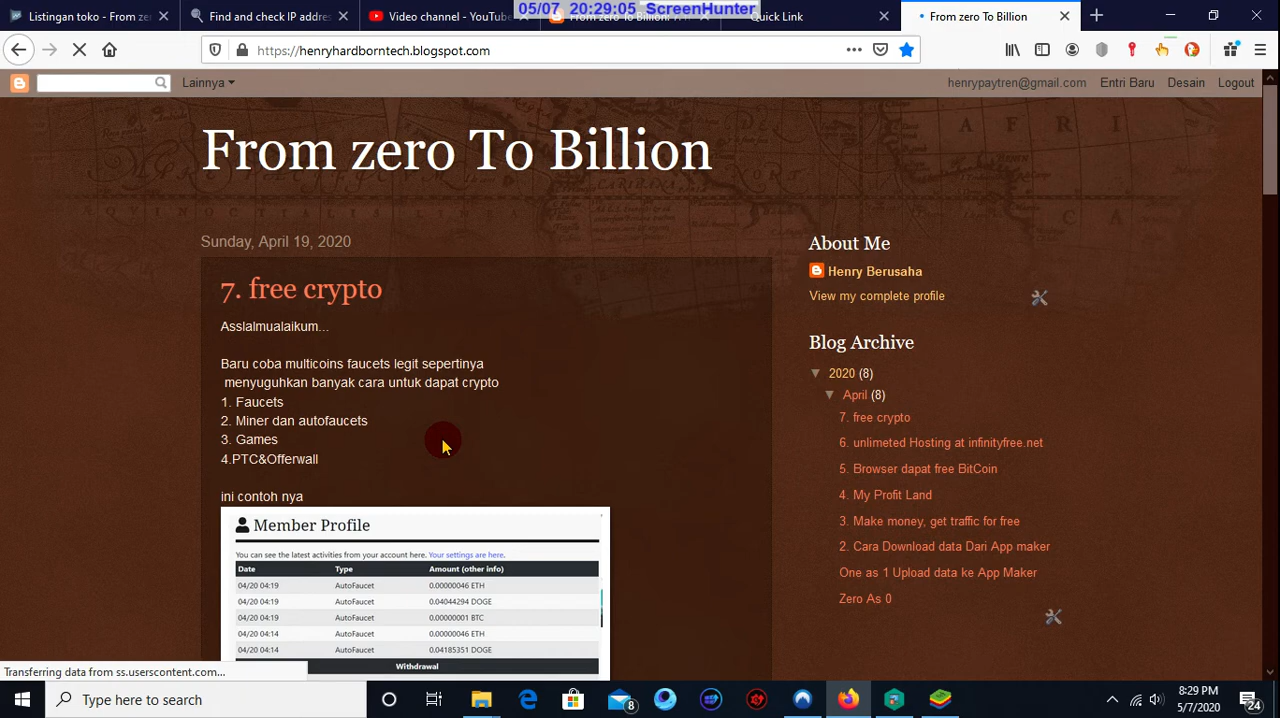 05/07 20:29:05 ScreenHunter
Listingan toko - zer
Find and check IP addres
Video channel - YouTube
From zero To Billion: 7. f
Quick Link
From zero To Billion
https://henryhardborntech.blogspot.com
Lainnya
henrypaytren@gmail.com
Entri Baru
Desain
Logout
From zero To Billion
Sunday, April 19, 2020
7. free crypto
Asslalmualaikum...
Baru coba multicoins faucets legit sepertinya
menyuguhkan banyak cara untuk dapat crypto
1. Faucets
2. Miner dan autofaucets
3. Games
4.PTC&Offerwall
ini contoh nya
Member Profile
You can see the latest activities from your account here. Your settings are here.
Date Type Amount (other info)
04/20 04:19 AutoFaucet 0.00000046 ETH
04/20 04:19 AutoFaucet 0.04044294 DOGE
04/20 04:19 AutoFaucet 0.00000001 BTC
04/20 04:14 AutoFaucet 0.00000046 ETH
04/20 04:14 AutoFaucet 0.04185351 DOGE
Withdrawal
About Me
Henry Berusaha
View my complete profile
Blog Archive
2020 (8)
April (8)
7. free crypto
6. unlimeted Hosting at infinityfree.net
5. Browser dapat free BitCoin
4. My Profit Land
3. Make money, get traffic for free
2. Cara Download data Dari App maker
One as 1 Upload data ke App Maker
Zero As 0
Transferring data from ss.userscontent.com...
Type here to search
8
8:29 PM
5/7/2020
24